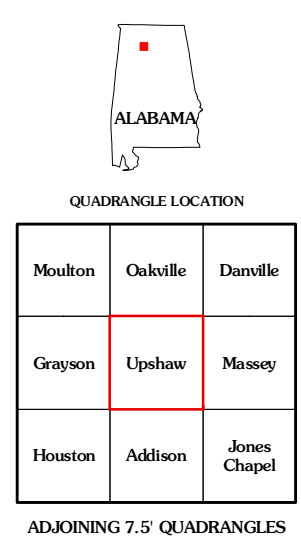 ALABAMA
QUADRANGLE LOCATION
Moulton Oakville Danville
Grayson Upshaw Massey
Houston Addison Jones
Chapel
ADJOINING 7.5' QUADRANGLES